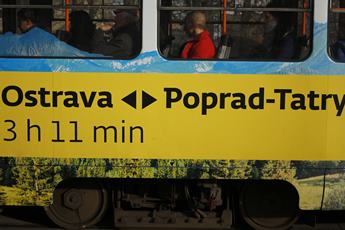 Ostrava ◄► Poprad-Tatry
3 h 11 min